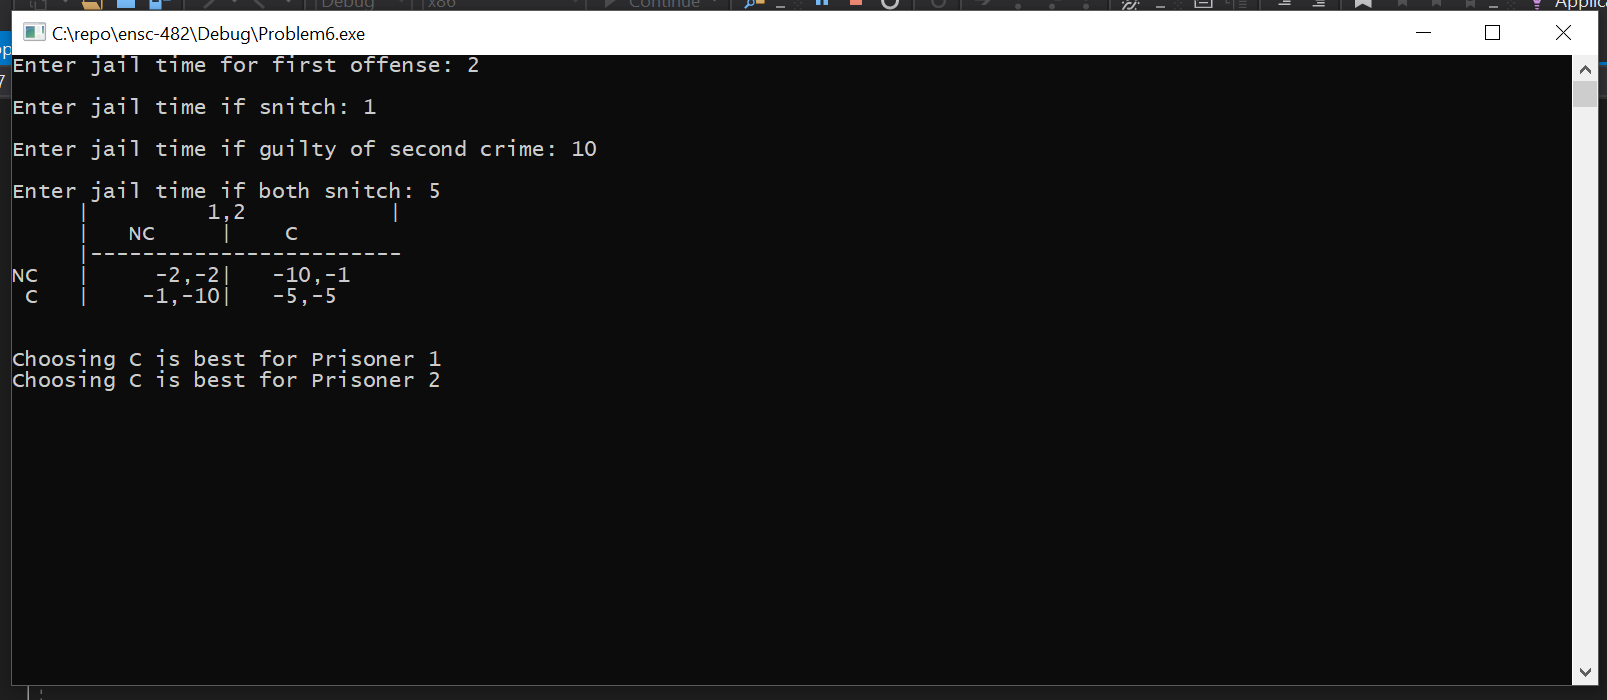 Debug x86 Continue
C:\repo\ensc-482\Debug\Problem6.exe
Enter jail time for first offense: 2
Enter jail time if snitch: 1
Enter jail time if guilty of second crime: 10
Enter jail time if both snitch: 5
| 1,2 |
| NC | C
|------------------------
NC | -2,-2| -10,-1
C | -1,-10| -5,-5
Choosing C is best for Prisoner 1
Choosing C is best for Prisoner 2